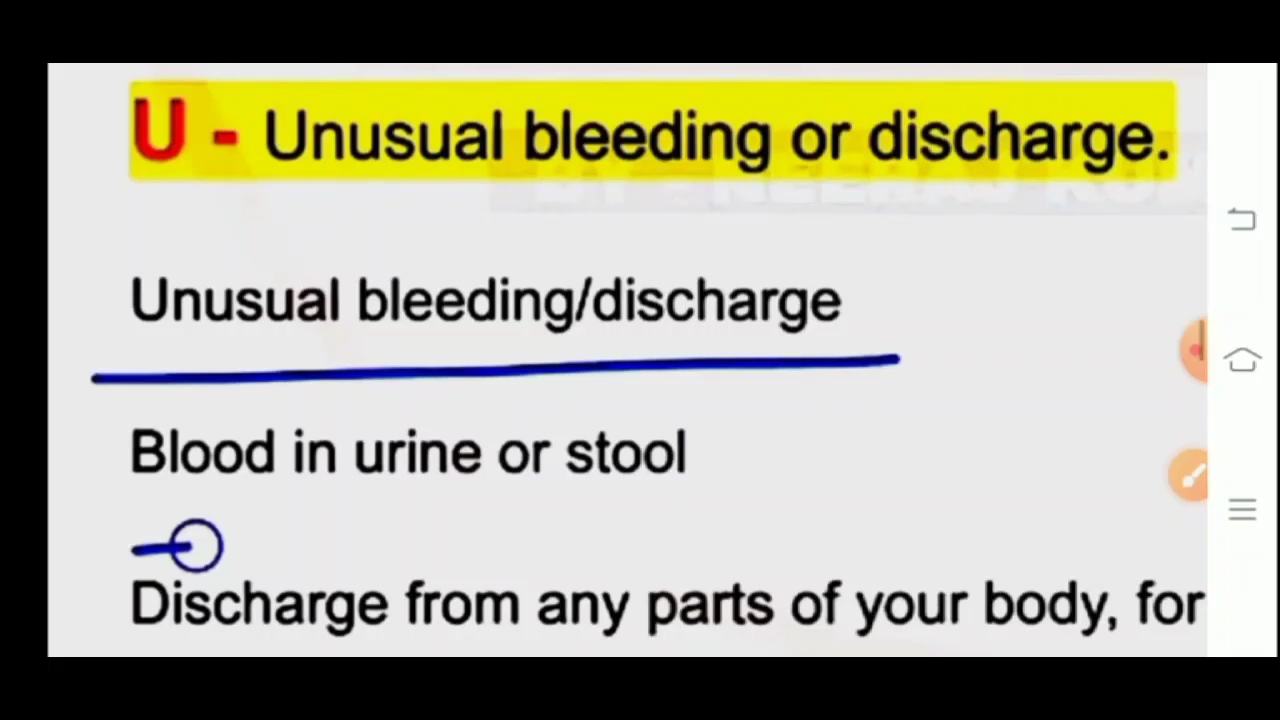 U - Unusual bleeding or discharge.
Unusual bleeding/discharge
Blood in urine or stool
Discharge from any parts of your body, for